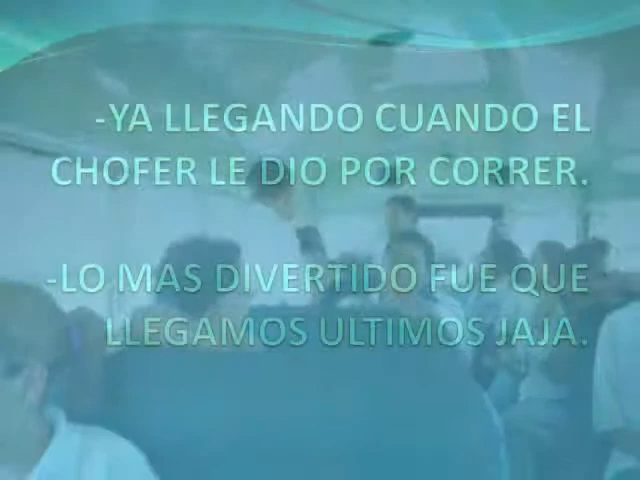 -YA LLEGANDO CUANDO EL
CHOFER LE DIO POR CORRER.
-LO MAS DIVERTIDO FUE QUE
LLEGAMOS ULTIMOS JAJA.